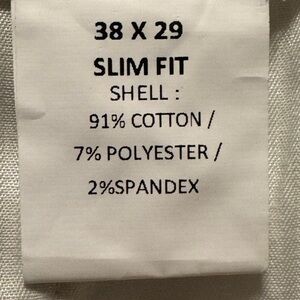 38 X 29
SLIM FIT
SHELL :
91% COTTON /
7% POLYESTER /
2%SPANDEX